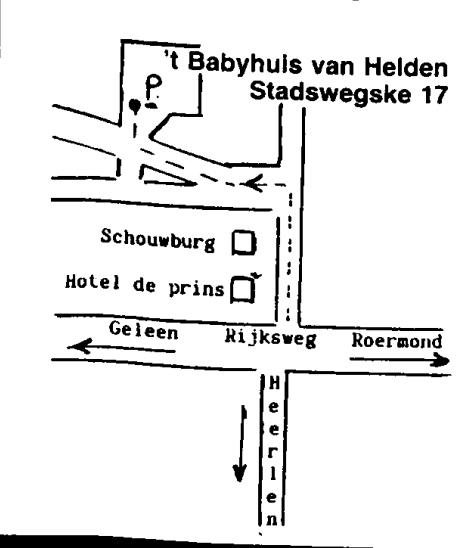 't Babyhuis van Helden
Stadswegske 17
P.
Schouwburg
Hotel de prins
Geleen
Rijksweg
Roermond
Heerlen